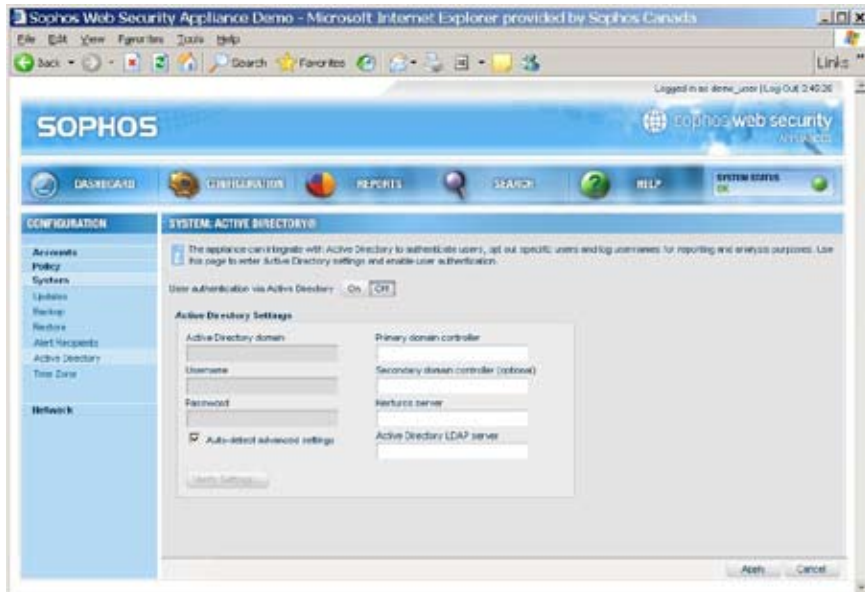 Sophos Web Security Appliance Demo - Microsoft Internet Explorer provided by Sophos Canada
File Edit View Favorites Tools Help
Back Search Favorites Links
Logged in as demo_user | Log Out 3:45:26
SOPHOS
sophos web security
APPLIANCES
DASHBOARD CONFIGURATION REPORTS SEARCH HELP
SYSTEM STATUS
OK
CONFIGURATION
Accounts
Policy
System
Updates
Backup
Restore
Alert Recipients
Active Directory
Time Zone
Network
SYSTEM: ACTIVE DIRECTORY®
The appliance can integrate with Active Directory to authenticate users, opt out specific users and log usernames for reporting and analysis purposes. Use
this page to enter Active Directory settings and enable user authentication.
User authentication via Active Directory On Off
Active Directory Settings
Active Directory domain
Username
Password
Auto-detect advanced settings
Verify Settings...
Primary domain controller
Secondary domain controller (optional)
Kerberos server
Active Directory LDAP server
Apply Cancel